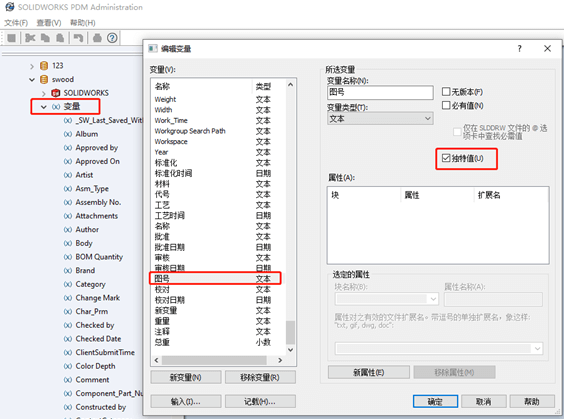 SOLIDWORKS PDM Administration
文件(F) 查看(V) 帮助(H)
123
swood
SOLIDWORKS
变量
_SW_Last_Saved_With
Album
Approved by
Approved On
Artist
Asm_Type
Assembly No.
Attachments
Author
Body
BOM Quantity
Brand
Category
Change Mark
Char_Prm
Checked by
Checked Date
ClientSubmitTime
Color Depth
Comment
Component_Part_Nu
Constructed by
编辑变量
变量(V):
名称 类型
Weight 文本
Width 文本
Work_Time 文本
Workgroup Search Path 文本
Workspace 文本
Year 文本
标准化 文本
标准化时间 日期
材料 文本
代号 文本
工艺 文本
工艺时间 日期
名称 文本
批准 文本
批准日期 日期
审核 文本
审核日期 日期
图号 文本
校对 文本
校对日期 日期
新变量 文本
重量 文本
注释 文本
总重 小数
新变量(N) 移除变量(R)
输入(I)... 记载(H)...
所选变量
变量名称(N):
图号
变量类型(T):
文本
无版本(F)
必有值(N)
仅在 SLDDRW 文件的 @ 选
项卡中查找必需值
独特值(U)
属性(A):
块 属性 扩展名
选定的属性
块名称(B): 属性名称(A):
属性对之有效的文件扩展名，带逗号的单独扩展名，象这样:
"txt, gif, dwg, doc":
新属性(E) 移除属性(M)
确定 取消 帮助